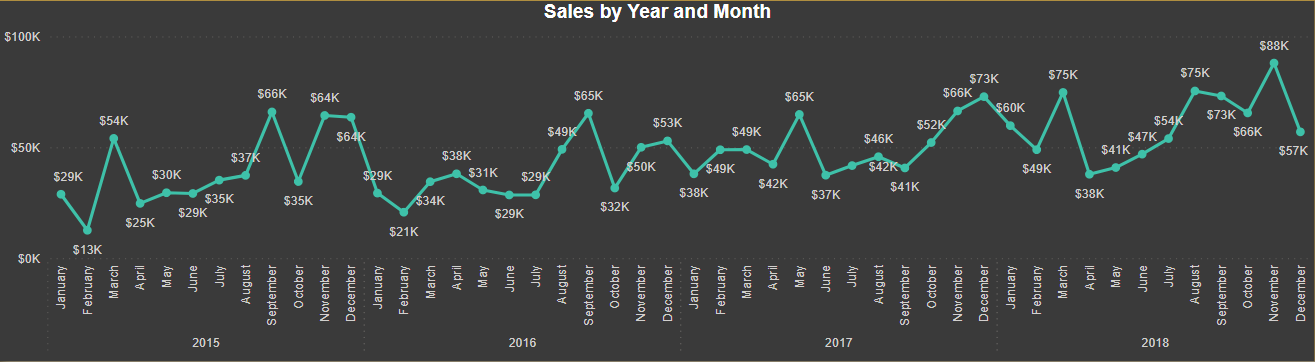 Sales by Year and Month
$100K
$50K
$0K
$29K
$13K
$54K
$25K
$30K
$29K
$35K
$37K
$66K
$35K
$64K
$64K
$29K
$21K
$34K
$38K
$31K
$29K
$29K
$49K
$65K
$32K
$50K
$53K
$38K
$49K
$49K
$42K
$65K
$37K
$42K
$46K
$41K
$52K
$66K
$73K
$60K
$49K
$75K
$38K
$41K
$47K
$54K
$75K
$73K
$66K
$88K
$57K
January
February
March
April
May
June
July
August
September
October
November
December
January
February
March
April
May
June
July
August
September
October
November
December
January
February
March
April
May
June
July
August
September
October
November
December
January
February
March
April
May
June
July
August
September
October
November
December
2015
2016
2017
2018